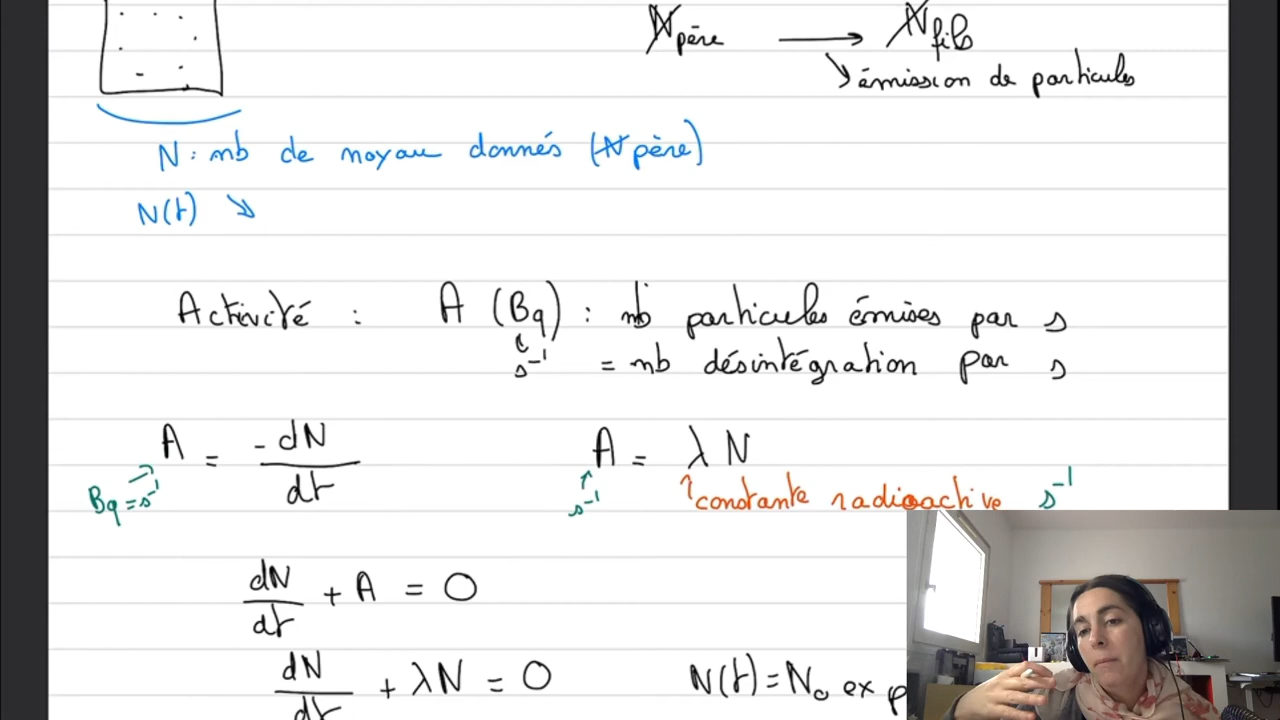 N père → N fils
↘ émission de particules
N : nb de noyau donnés (N père)
N(t) ↘
Activité : A (Bq) : nb particules émises par s
s⁻¹ = nb désintégration par s
A = -dN/dt A = λ N
Bq = s⁻¹ s⁻¹ constante radioactive s⁻¹
dN/dt + A = 0
dN/dt + λN = 0 N(t) = N₀ exp